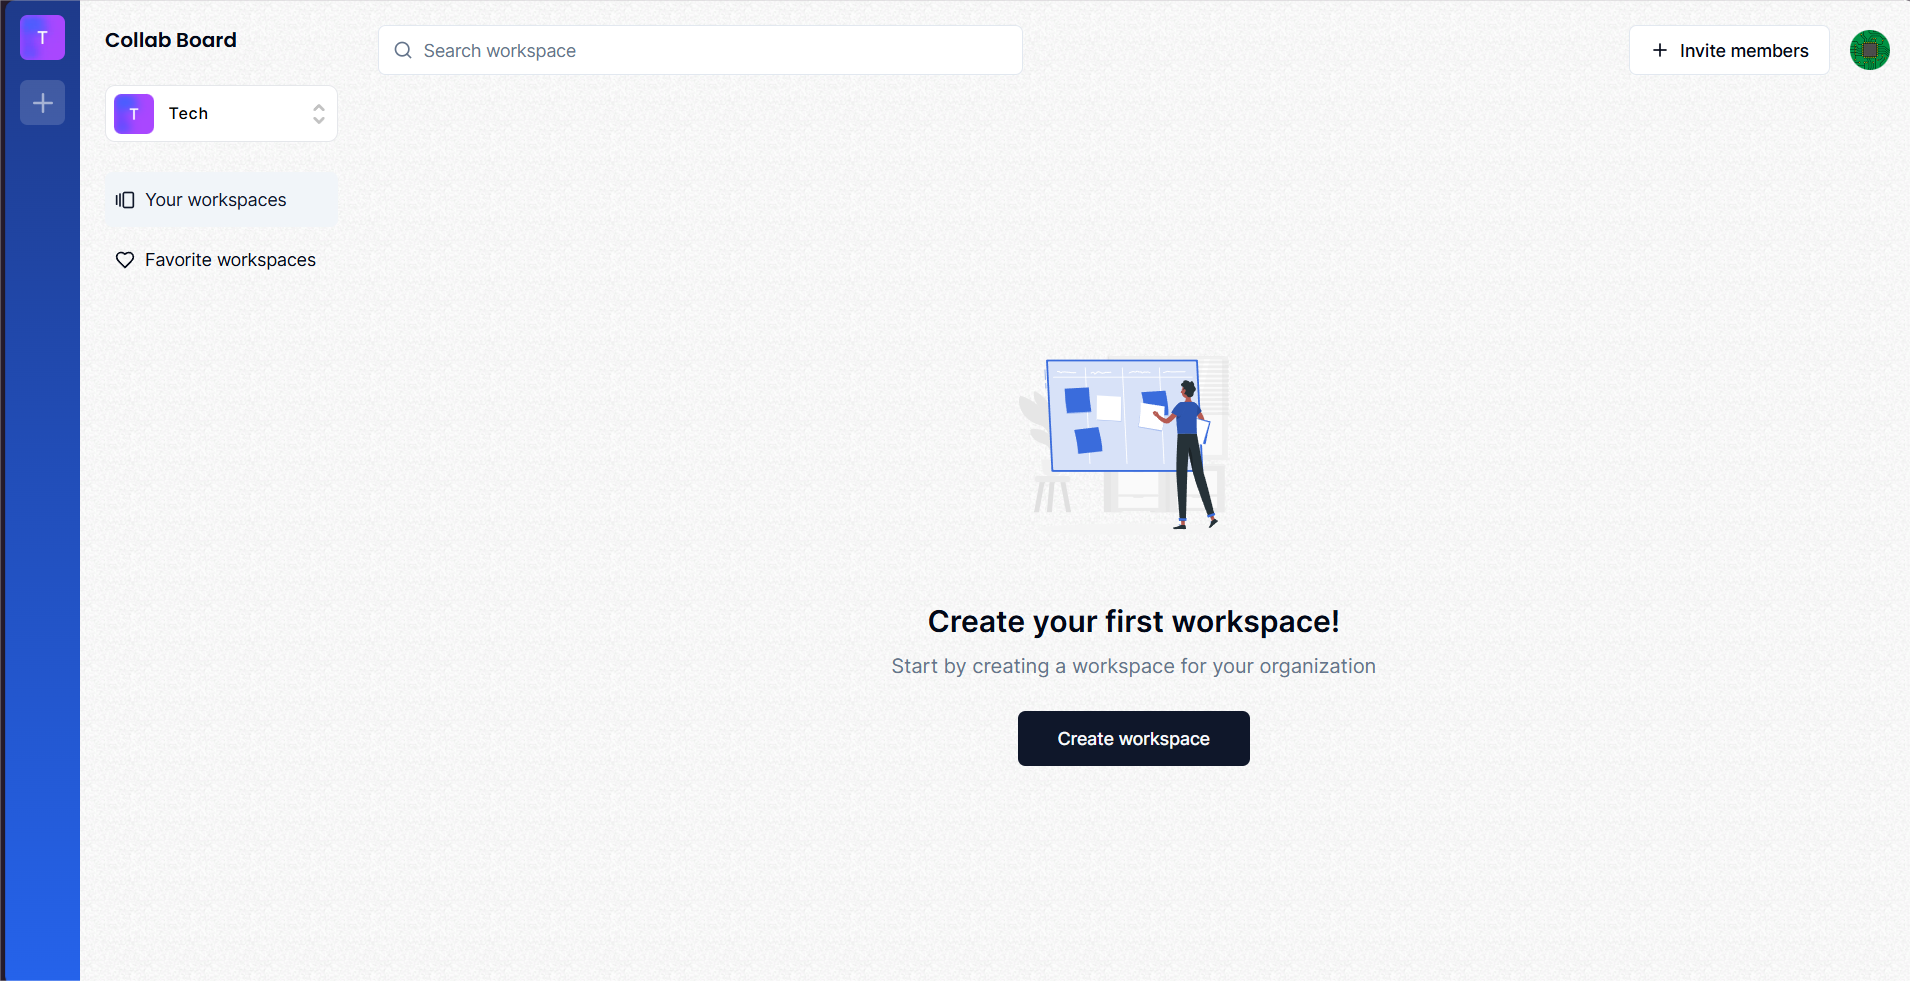 T
Collab Board
Search workspace
Invite members
T
Tech
Your workspaces
Favorite workspaces
Create your first workspace!
Start by creating a workspace for your organization
Create workspace